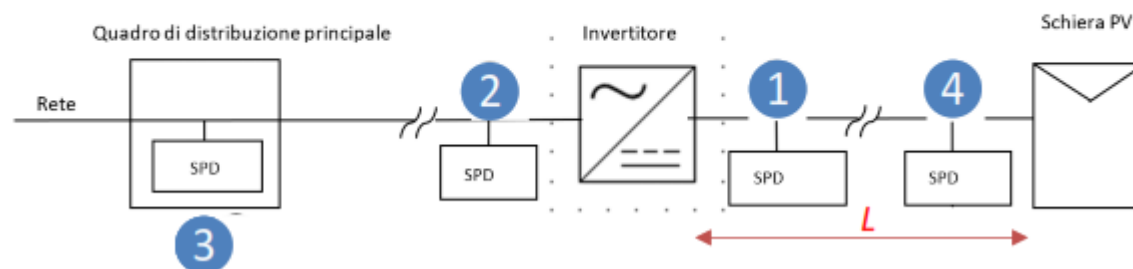 Quadro di distribuzione principale
Invertitore
Schiera PV
Rete
2
1
4
SPD
SPD
SPD
SPD
L
3